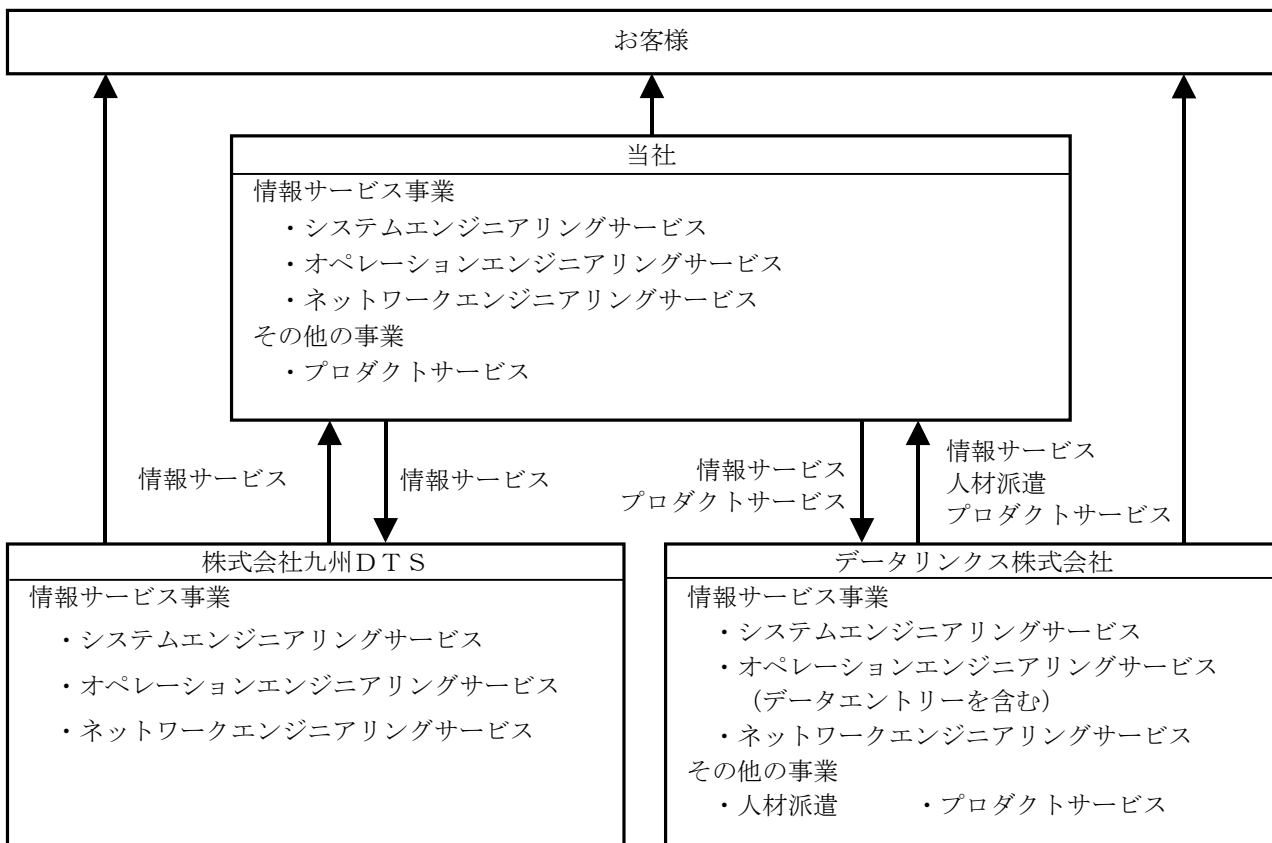 お客様
当社
情報サービス事業
・システムエンジニアリングサービス
・オペレーションエンジニアリングサービス
・ネットワークエンジニアリングサービス
その他の事業
・プロダクトサービス
情報サービス
情報サービス
情報サービス
プロダクトサービス
情報サービス
人材派遣
プロダクトサービス
株式会社九州ＤＴＳ
情報サービス事業
・システムエンジニアリングサービス
・オペレーションエンジニアリングサービス
・ネットワークエンジニアリングサービス
データリンクス株式会社
情報サービス事業
・システムエンジニアリングサービス
・オペレーションエンジニアリングサービス
（データエントリーを含む）
・ネットワークエンジニアリングサービス
その他の事業
・人材派遣　　　・プロダクトサービス